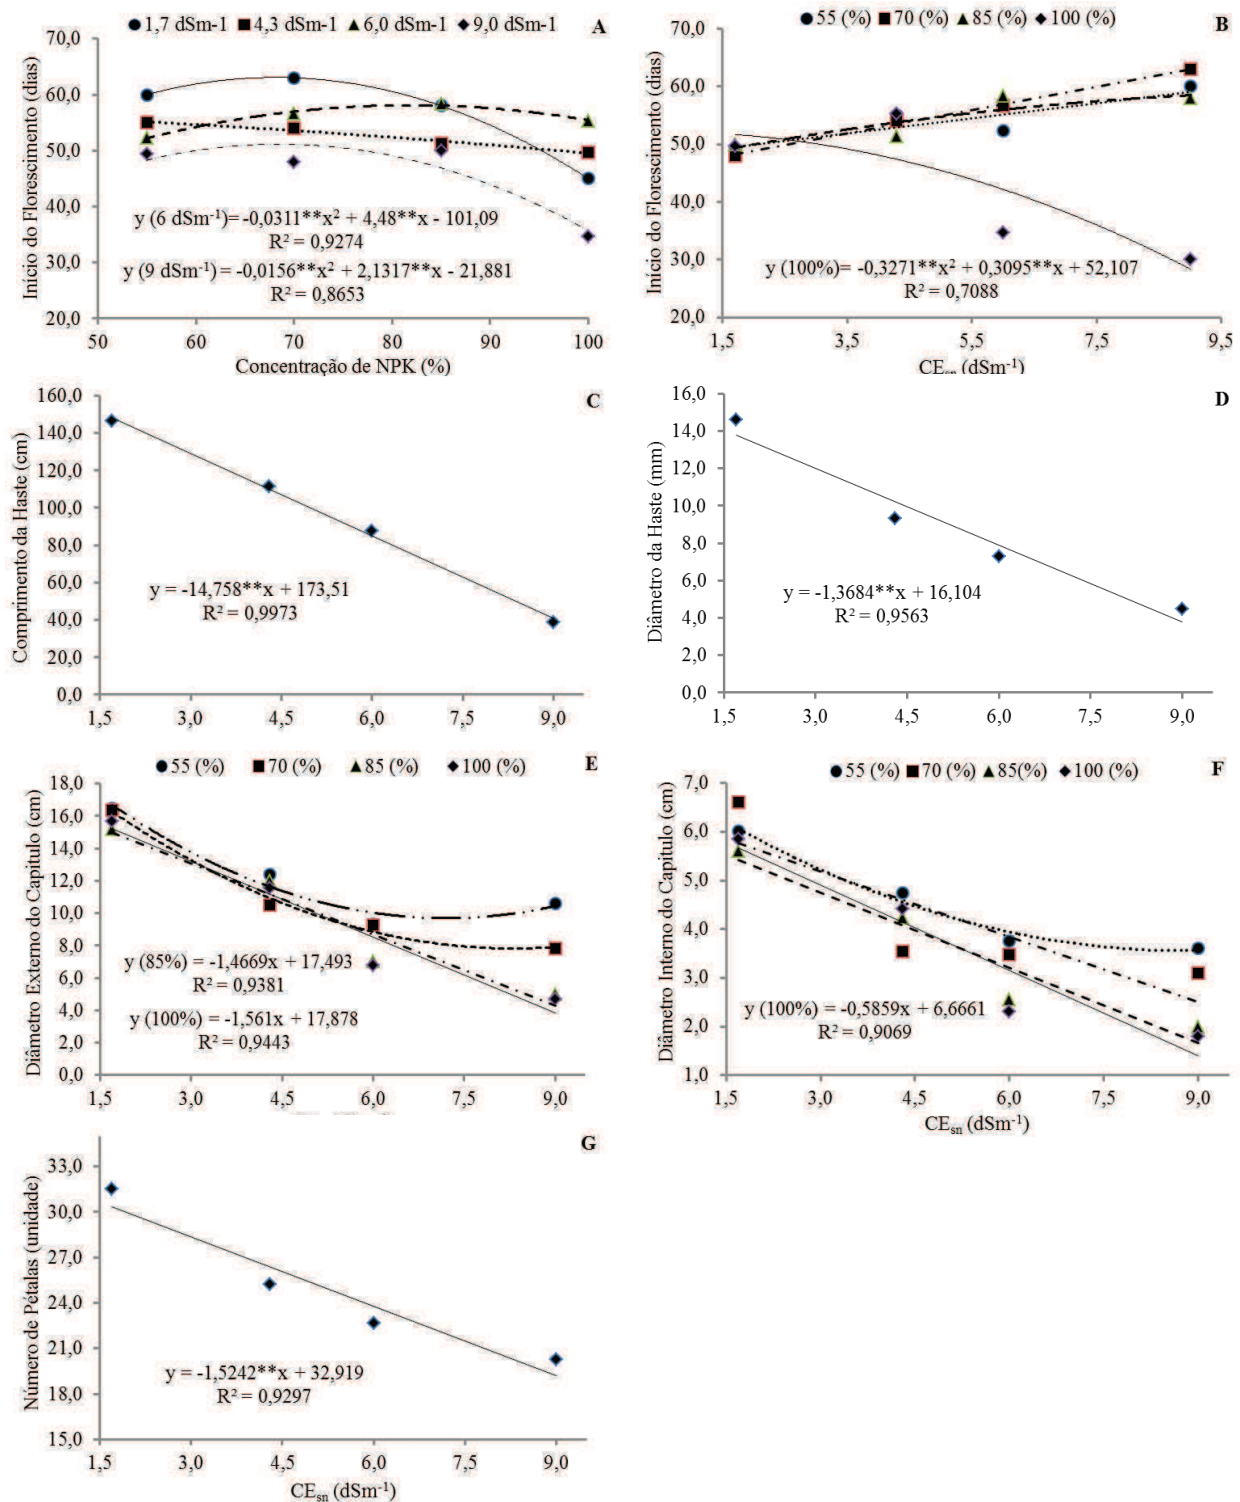 1,7 dSm-1 4,3 dSm-1 6,0 dSm-1 9,0 dSm-1
A
Início do Florescimento (dias)
70,0
60,0
50,0
40,0
30,0
20,0
y (6 dSm⁻¹)= -0,0311**x² + 4,48**x - 101,09
R² = 0,9274
y (9 dSm⁻¹) = -0,0156**x² + 2,1317**x - 21,881
R² = 0,8653
50 60 70 80 90 100
Concentração de NPK (%)
55 (%) 70 (%) 85 (%) 100 (%)
B
Início do Florescimento (dias)
70,0
60,0
50,0
40,0
30,0
20,0
y (100%)= -0,3271**x² + 0,3095**x + 52,107
R² = 0,7088
1,5 3,5 5,5 7,5 9,5
CEsn (dSm⁻¹)
C
Comprimento da Haste (cm)
160,0
140,0
120,0
100,0
80,0
60,0
40,0
20,0
0,0
y = -14,758**x + 173,51
R² = 0,9973
1,5 3,0 4,5 6,0 7,5 9,0
D
Diâmetro da Haste (mm)
16,0
14,0
12,0
10,0
8,0
6,0
4,0
2,0
0,0
y = -1,3684**x + 16,104
R² = 0,9563
1,5 3,0 4,5 6,0 7,5 9,0
55 (%) 70 (%) 85 (%) 100 (%)
E
Diâmetro Externo do Capitulo (cm)
18,0
16,0
14,0
12,0
10,0
8,0
6,0
4,0
2,0
0,0
y (85%) = -1,4669x + 17,493
R² = 0,9381
y (100%) = -1,561x + 17,878
R² = 0,9443
1,5 3,0 4,5 6,0 7,5 9,0
55 (%) 70 (%) 85(%) 100 (%)
F
Diâmetro Interno do Capitulo (cm)
7,0
6,0
5,0
4,0
3,0
2,0
1,0
y (100%) = -0,5859x + 6,6661
R² = 0,9069
1,5 3,0 4,5 6,0 7,5 9,0
CEsn (dSm⁻¹)
G
Número de Pétalas (unidade)
33,0
30,0
27,0
24,0
21,0
18,0
15,0
y = -1,5242**x + 32,919
R² = 0,9297
1,5 3,0 4,5 6,0 7,5 9,0
CEsn (dSm⁻¹)